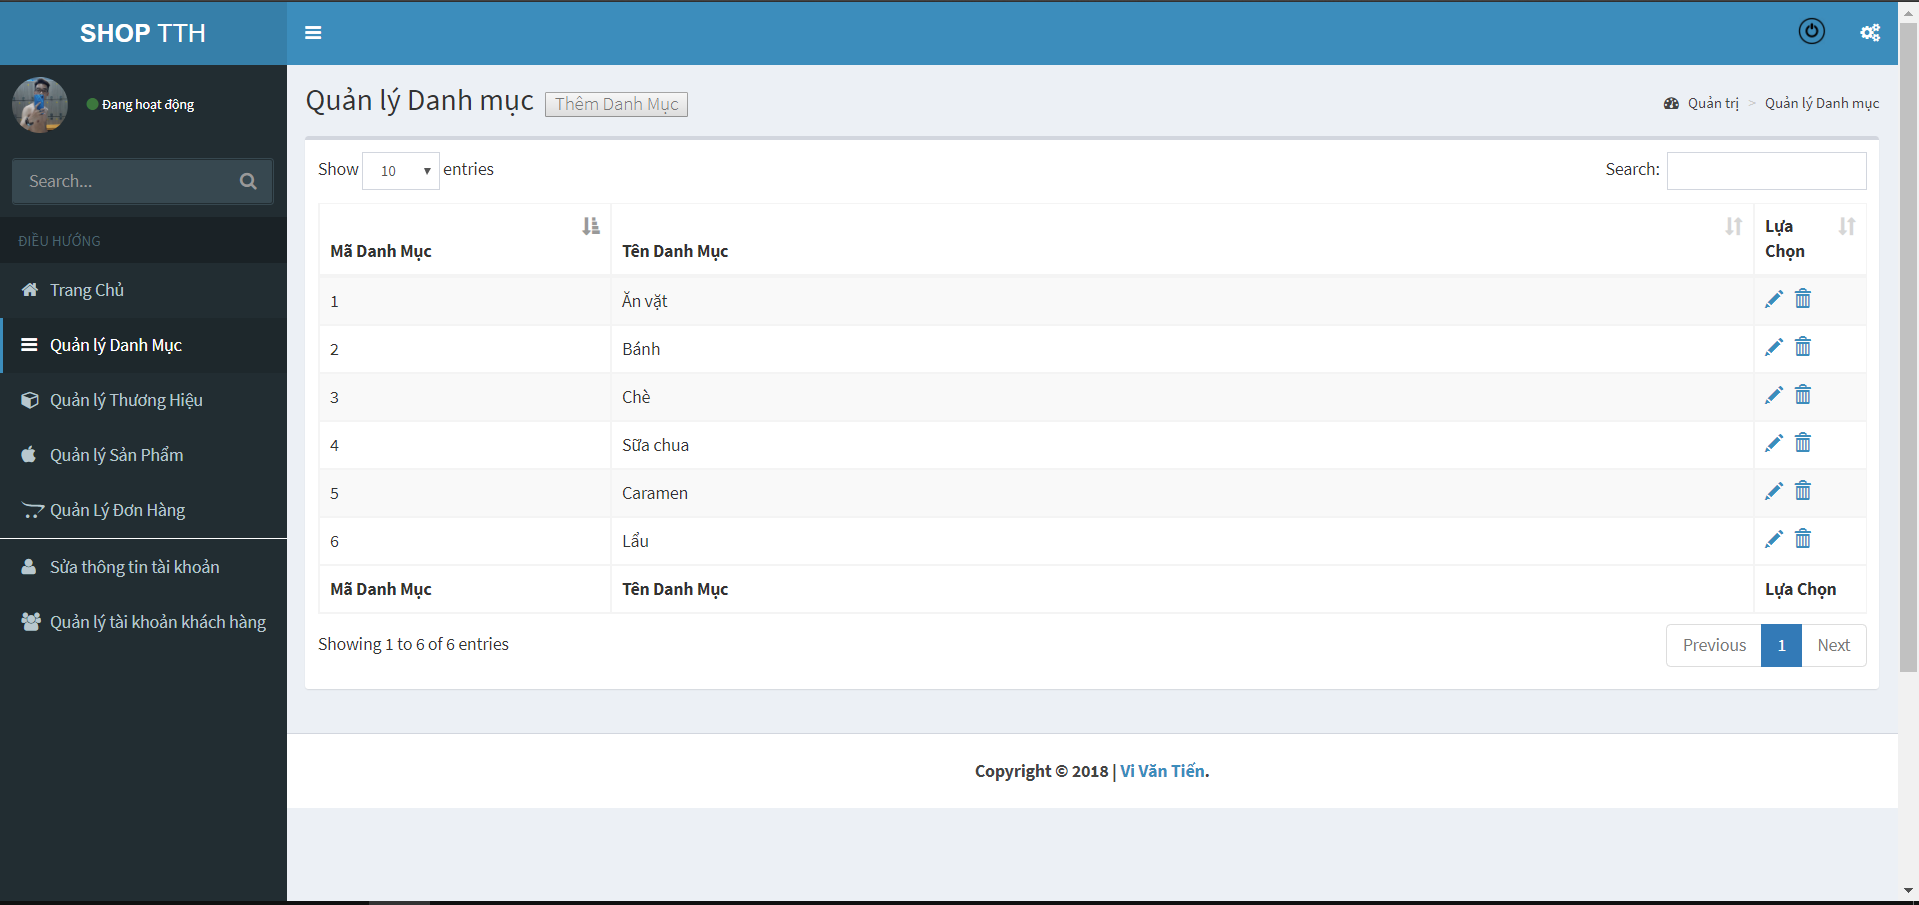 SHOP TTH
Đang hoạt động
Search...
ĐIỀU HƯỚNG
Trang Chủ
Quản lý Danh Mục
Quản lý Thương Hiệu
Quản lý Sản Phẩm
Quản Lý Đơn Hàng
Sửa thông tin tài khoản
Quản lý tài khoản khách hàng
Quản lý Danh mục Thêm Danh Mục
Quản trị > Quản lý Danh mục
Show 10 entries
Search:
Mã Danh Mục Tên Danh Mục Lựa
Chọn
1 Ăn vặt
2 Bánh
3 Chè
4 Sữa chua
5 Caramen
6 Lẩu
Mã Danh Mục Tên Danh Mục Lựa Chọn
Showing 1 to 6 of 6 entries
Previous 1 Next
Copyright © 2018 | Vi Văn Tiến.